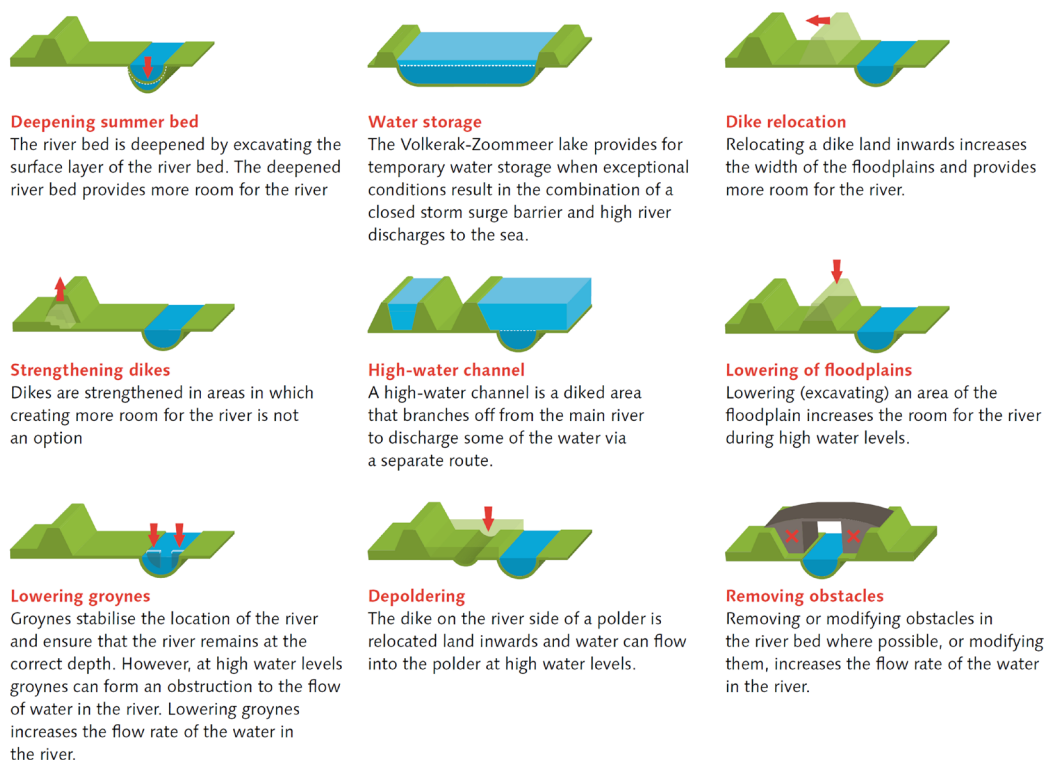 Deepening summer bed
The river bed is deepened by excavating the
surface layer of the river bed. The deepened
river bed provides more room for the river
Water storage
The Volkerak-Zoommeer lake provides for
temporary water storage when exceptional
conditions result in the combination of a
closed storm surge barrier and high river
discharges to the sea.
Dike relocation
Relocating a dike land inwards increases
the width of the floodplains and provides
more room for the river.
Strengthening dikes
Dikes are strengthened in areas in which
creating more room for the river is not
an option
High-water channel
A high-water channel is a diked area
that branches off from the main river
to discharge some of the water via
a separate route.
Lowering of floodplains
Lowering (excavating) an area of the
floodplain increases the room for the river
during high water levels.
Lowering groynes
Groynes stabilise the location of the river
and ensure that the river remains at the
correct depth. However, at high water levels
groynes can form an obstruction to the flow
of water in the river. Lowering groynes
increases the flow rate of the water in
the river.
Depoldering
The dike on the river side of a polder is
relocated land inwards and water can flow
into the polder at high water levels.
Removing obstacles
Removing or modifying obstacles in
the river bed where possible, or modifying
them, increases the flow rate of the water
in the river.